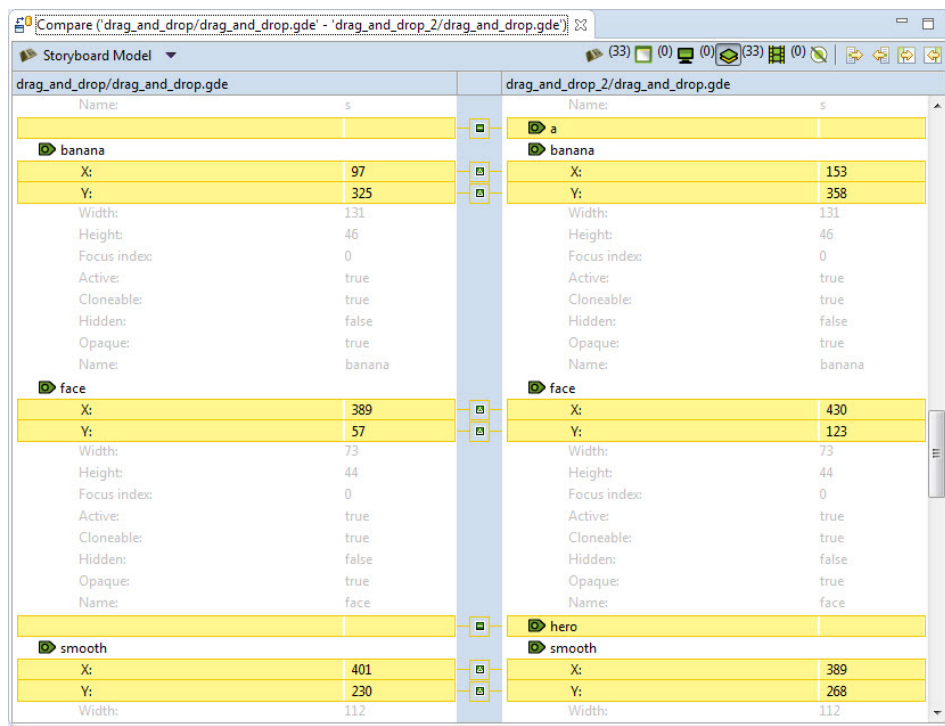 Compare ('drag_and_drop/drag_and_drop.gde' - 'drag_and_drop_2/drag_and_drop.gde')
Storyboard Model (33) (0) (0) (33) (0)
drag_and_drop/drag_and_drop.gde drag_and_drop_2/drag_and_drop.gde
Name: s Name: s
a
banana banana
X: 97 X: 153
Y: 325 Y: 358
Width: 131 Width: 131
Height: 46 Height: 46
Focus index: 0 Focus index: 0
Active: true Active: true
Cloneable: true Cloneable: true
Hidden: false Hidden: false
Opaque: true Opaque: true
Name: banana Name: banana
face face
X: 389 X: 430
Y: 57 Y: 123
Width: 73 Width: 73
Height: 44 Height: 44
Focus index: 0 Focus index: 0
Active: true Active: true
Cloneable: true Cloneable: true
Hidden: false Hidden: false
Opaque: true Opaque: true
Name: face Name: face
hero
smooth smooth
X: 401 X: 389
Y: 230 Y: 268
Width: 112 Width: 112